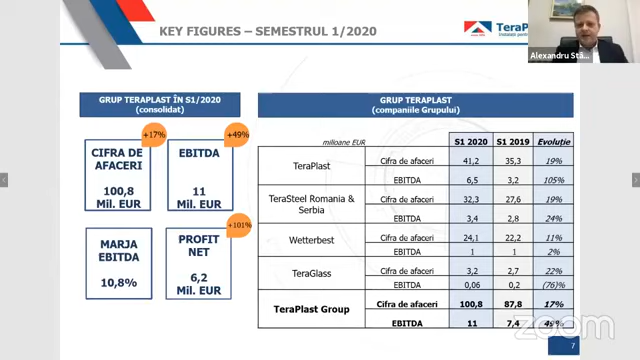 KEY FIGURES – SEMESTRUL 1/2020
TeraP
Alexandru Stâ...
GRUP TERAPLAST ÎN S1/2020
(consolidat)
+17%
CIFRA DE
AFACERI
100,8
Mil. EUR
+49%
EBITDA
11
Mil. EUR
MARJA
EBITDA
10,8%
+101%
PROFIT
NET
6,2
Mil. EUR
GRUP TERAPLAST
(companiile Grupului)
milioane EUR S1 2020 S1 2019 Evoluție
TeraPlast Cifra de afaceri 41,2 35,3 19%
EBITDA 6,5 3,2 105%
TeraSteel Romania &
Serbia
Cifra de afaceri 32,3 27,6 19%
EBITDA 3,4 2,8 24%
Wetterbest Cifra de afaceri 24,1 22,2 11%
EBITDA 1 1 2%
TeraGlass Cifra de afaceri 3,2 2,7 22%
EBITDA 0,06 0,2 (76)%
TeraPlast Group Cifra de afaceri 100,8 87,8 17%
EBITDA 11 7,4 49%
zoom
7